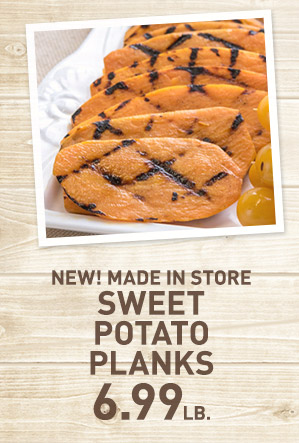 NEW! MADE IN STORE
SWEET
POTATO
PLANKS
6.99LB.